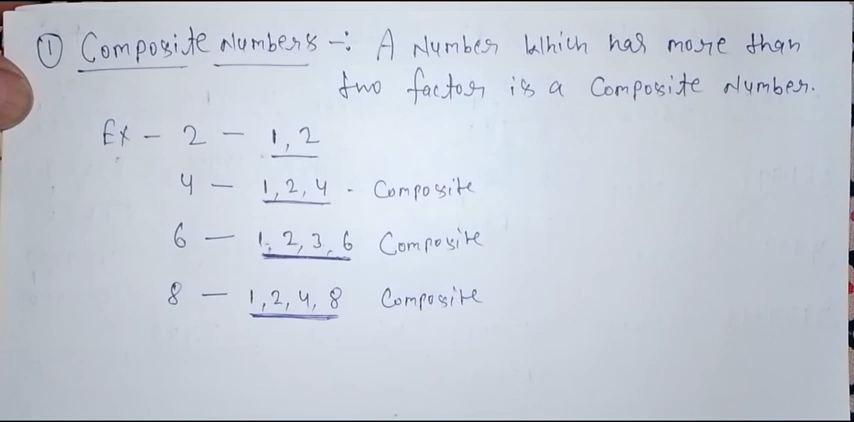 ① Composite Numbers -: A Number Which has more than
two factor is a Composite Number.
Ex - 2 - 1, 2
4 - 1, 2, 4 - Composite
6 - 1, 2, 3, 6 Composite
8 - 1, 2, 4, 8 Composite